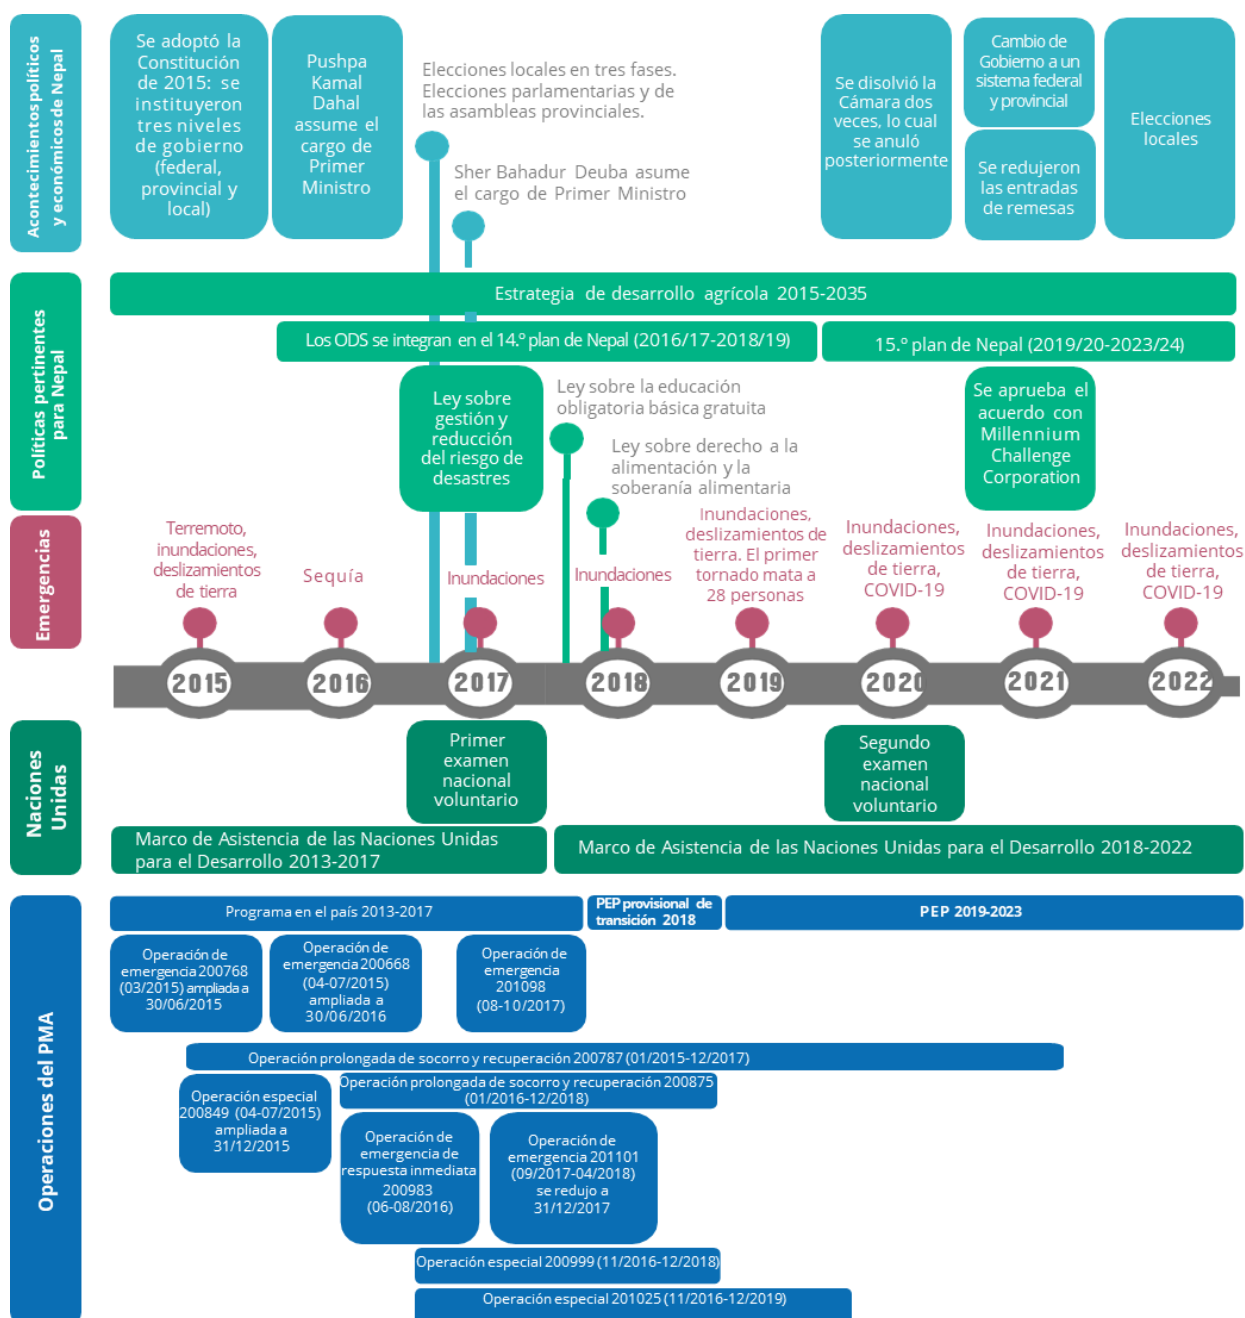 Acontecimientos políticos
y económicos de Nepal
Se adoptó la
Constitución
de 2015: se
instituyeron
tres niveles
de gobierno
(federal,
provincial y
local)
Pushpa
Kamal
Dahal
assume el
cargo de
Primer
Ministro
Elecciones locales en tres fases.
Elecciones parlamentarias y de
las asambleas provinciales.
Sher Bahadur Deuba asume
el cargo de Primer Ministro
Se disolvió la
Cámara dos
veces, lo cual
se anuló
posteriormente
Cambio de
Gobierno a un
sistema federal
y provincial
Se redujeron
las entradas
de remesas
Elecciones
locales
Políticas pertinentes
para Nepal
Estrategia de desarrollo agrícola 2015-2035
Los ODS se integran en el 14.º plan de Nepal (2016/17-2018/19)
15.º plan de Nepal (2019/20-2023/24)
Ley sobre
gestión y
reducción
del riesgo de
desastres
Ley sobre la educación
obligatoria básica gratuita
Ley sobre derecho a la
alimentación y la
soberanía alimentaria
Se aprueba el
acuerdo con
Millennium
Challenge
Corporation
Emergencias
Terremoto,
inundaciones,
deslizamientos
de tierra
Sequía
Inundaciones
Inundaciones
Inundaciones,
deslizamientos de
tierra. El primer
tornado mata a
28 personas
Inundaciones,
deslizamientos
de tierra,
COVID-19
Inundaciones,
deslizamientos
de tierra,
COVID-19
Inundaciones,
deslizamientos
de tierra,
COVID-19
2015
2016
2017
2018
2019
2020
2021
2022
Naciones
Unidas
Primer
examen
nacional
voluntario
Segundo
examen
nacional
voluntario
Marco de Asistencia de las Naciones Unidas
para el Desarrollo 2013-2017
Marco de Asistencia de las Naciones Unidas para el Desarrollo 2018-2022
Operaciones del PMA
Programa en el país 2013-2017
PEP provisional de
transición 2018
PEP 2019-2023
Operación de
emergencia 200768
(03/2015) ampliada a
30/06/2015
Operación de
emergencia 200668
(04-07/2015)
ampliada a
30/06/2016
Operación de
emergencia
201098
(08-10/2017)
Operación prolongada de socorro y recuperación 200787 (01/2015-12/2017)
Operación especial
200849 (04-07/2015)
ampliada a
31/12/2015
Operación prolongada de socorro y recuperación 200875
(01/2016-12/2018)
Operación de
emergencia de
respuesta inmediata
200983
(06-08/2016)
Operación de
emergencia 201101
(09/2017-04/2018)
se redujo a
31/12/2017
Operación especial 200999 (11/2016-12/2018)
Operación especial 201025 (11/2016-12/2019)